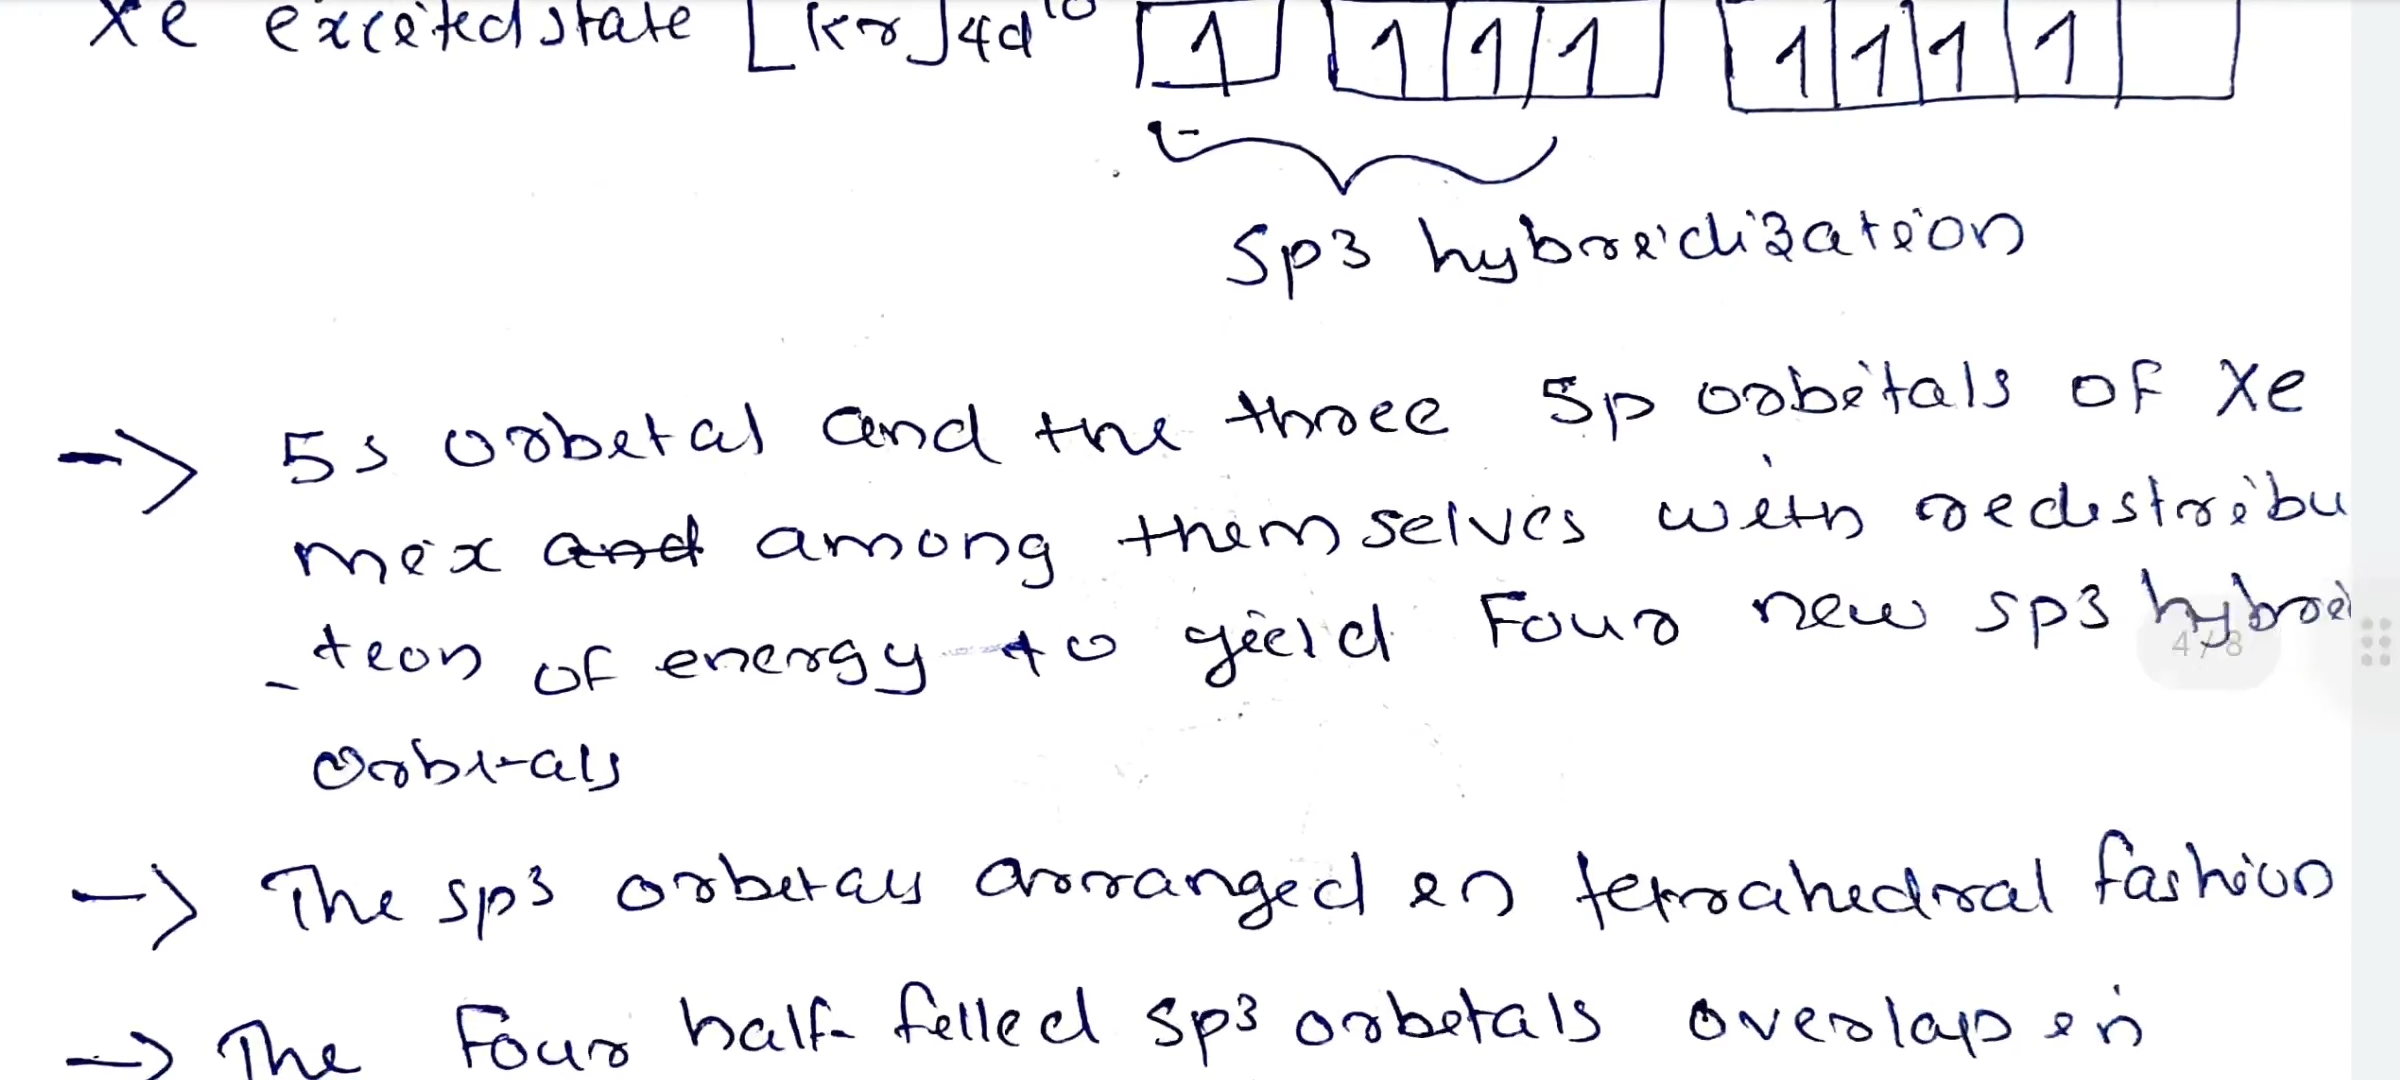 Xe excited state [Kr]4d10 1 1 1 1 1 1 1 1
sp3 hybridization
-> 5s orbital and the three 5p orbitals of Xe
mix and among themselves with redistribu
-tion of energy to yield Four new sp3 hybri
4 / 8
orbitals
-> The sp3 orbitals arranged in tetrahedral fashion
-> The Four half-filled sp3 orbitals overlap in